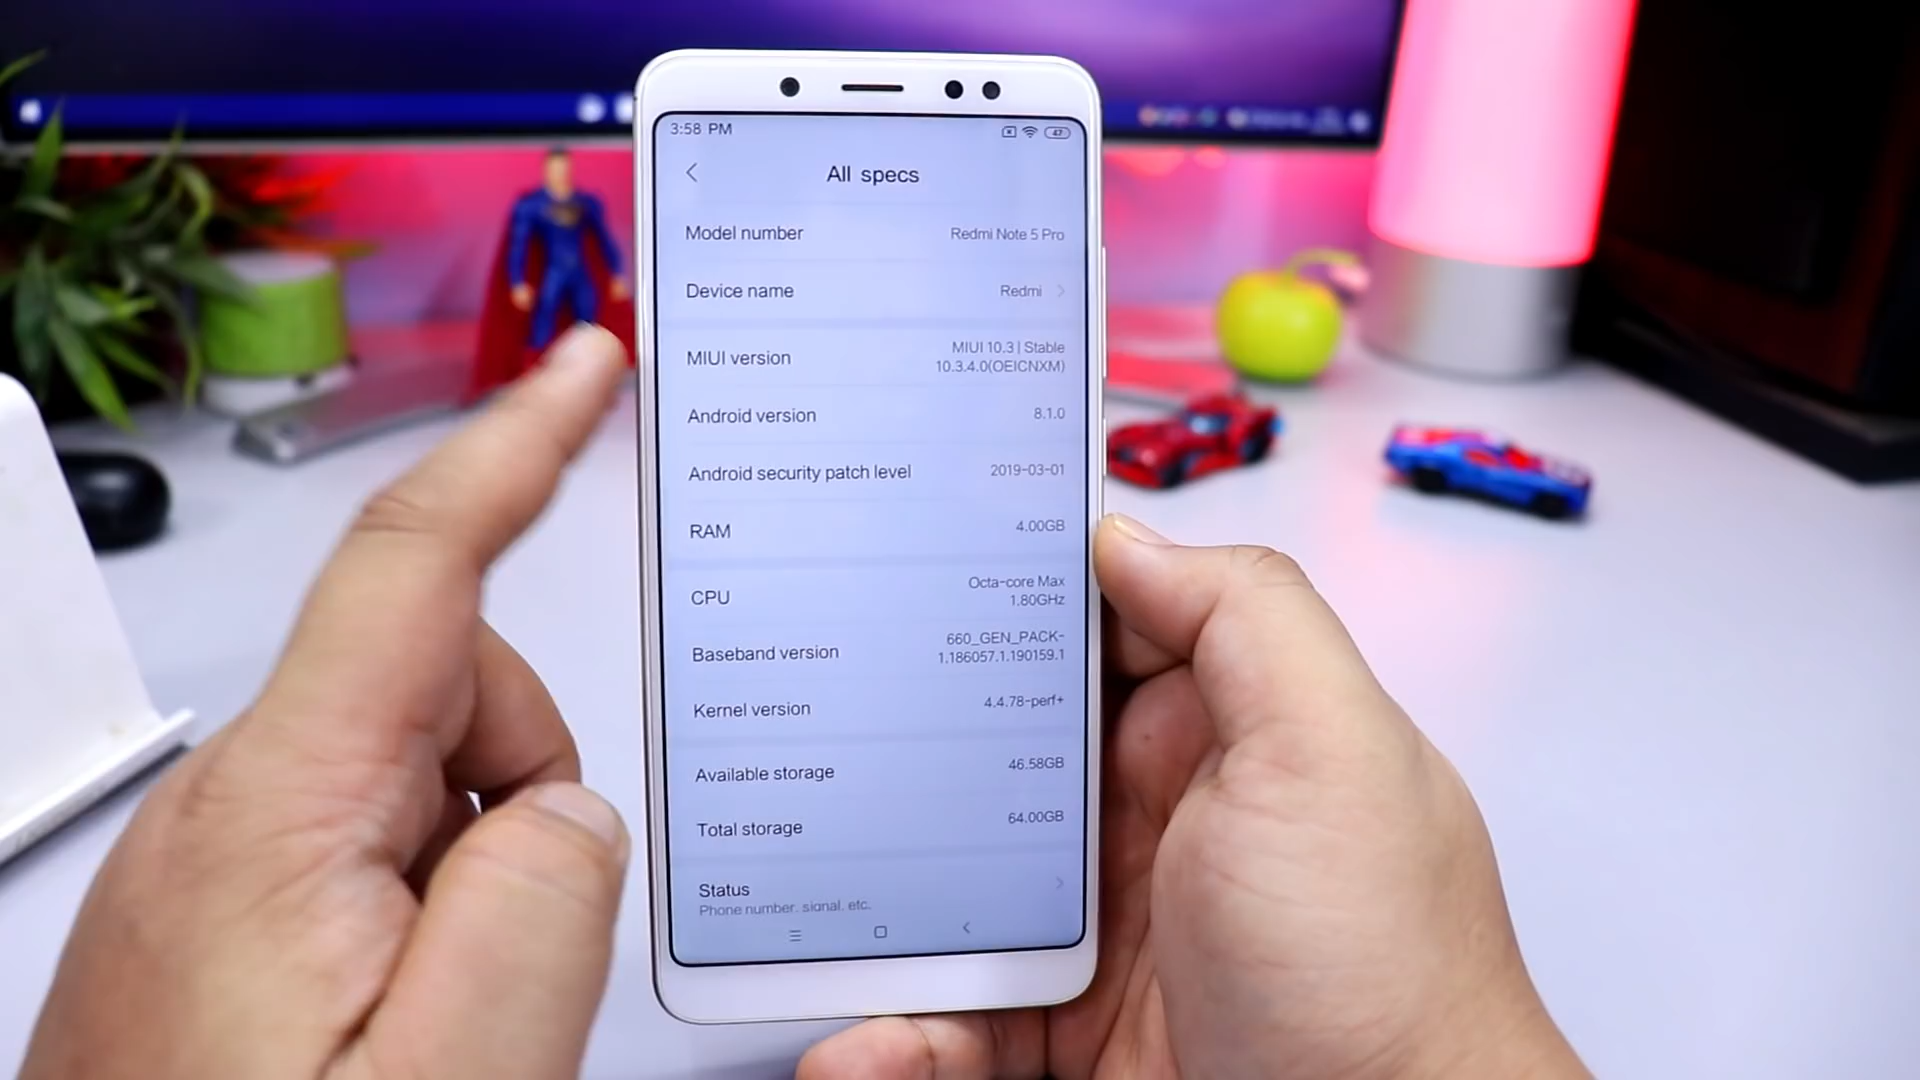 3:58 PM
47
All specs
Model number
Redmi Note 5 Pro
Device name
Redmi
MIUI version
MIUI 10.3 | Stable
10.3.4.0(OEICNXM)
Android version
8.1.0
Android security patch level
2019-03-01
RAM
4.00GB
CPU
Octa-core Max
1.80GHz
Baseband version
660_GEN_PACK-
1.186057.1.190159.1
Kernel version
4.4.78-perf+
Available storage
46.58GB
Total storage
64.00GB
Status
Phone number, signal, etc.